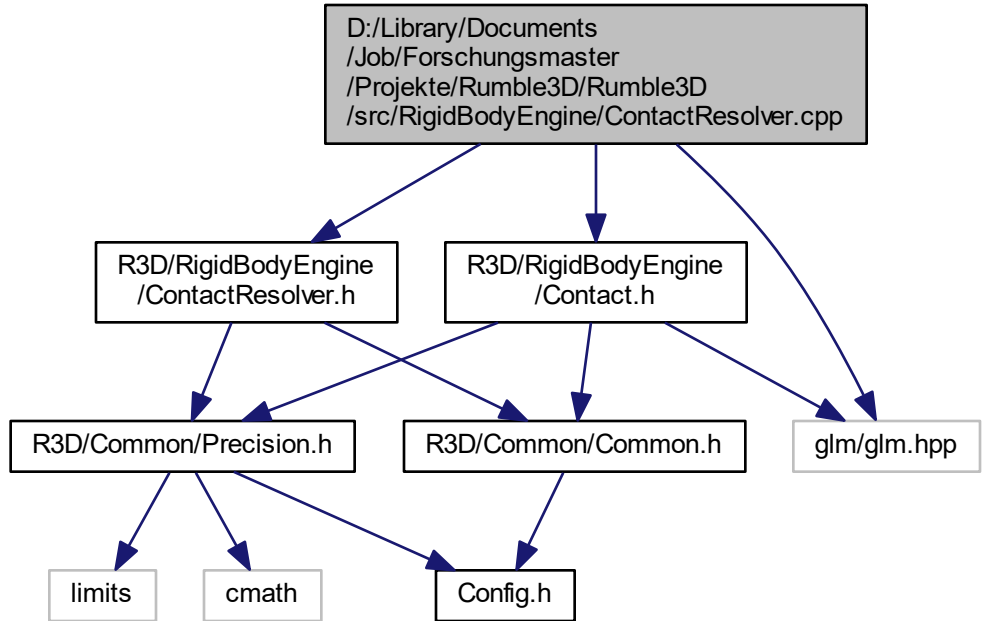 D:/Library/Documents
/Job/Forschungsmaster
/Projekte/Rumble3D/Rumble3D
/src/RigidBodyEngine/ContactResolver.cpp
R3D/RigidBodyEngine
/ContactResolver.h
R3D/RigidBodyEngine
/Contact.h
R3D/Common/Precision.h
R3D/Common/Common.h
glm/glm.hpp
limits
cmath
Config.h